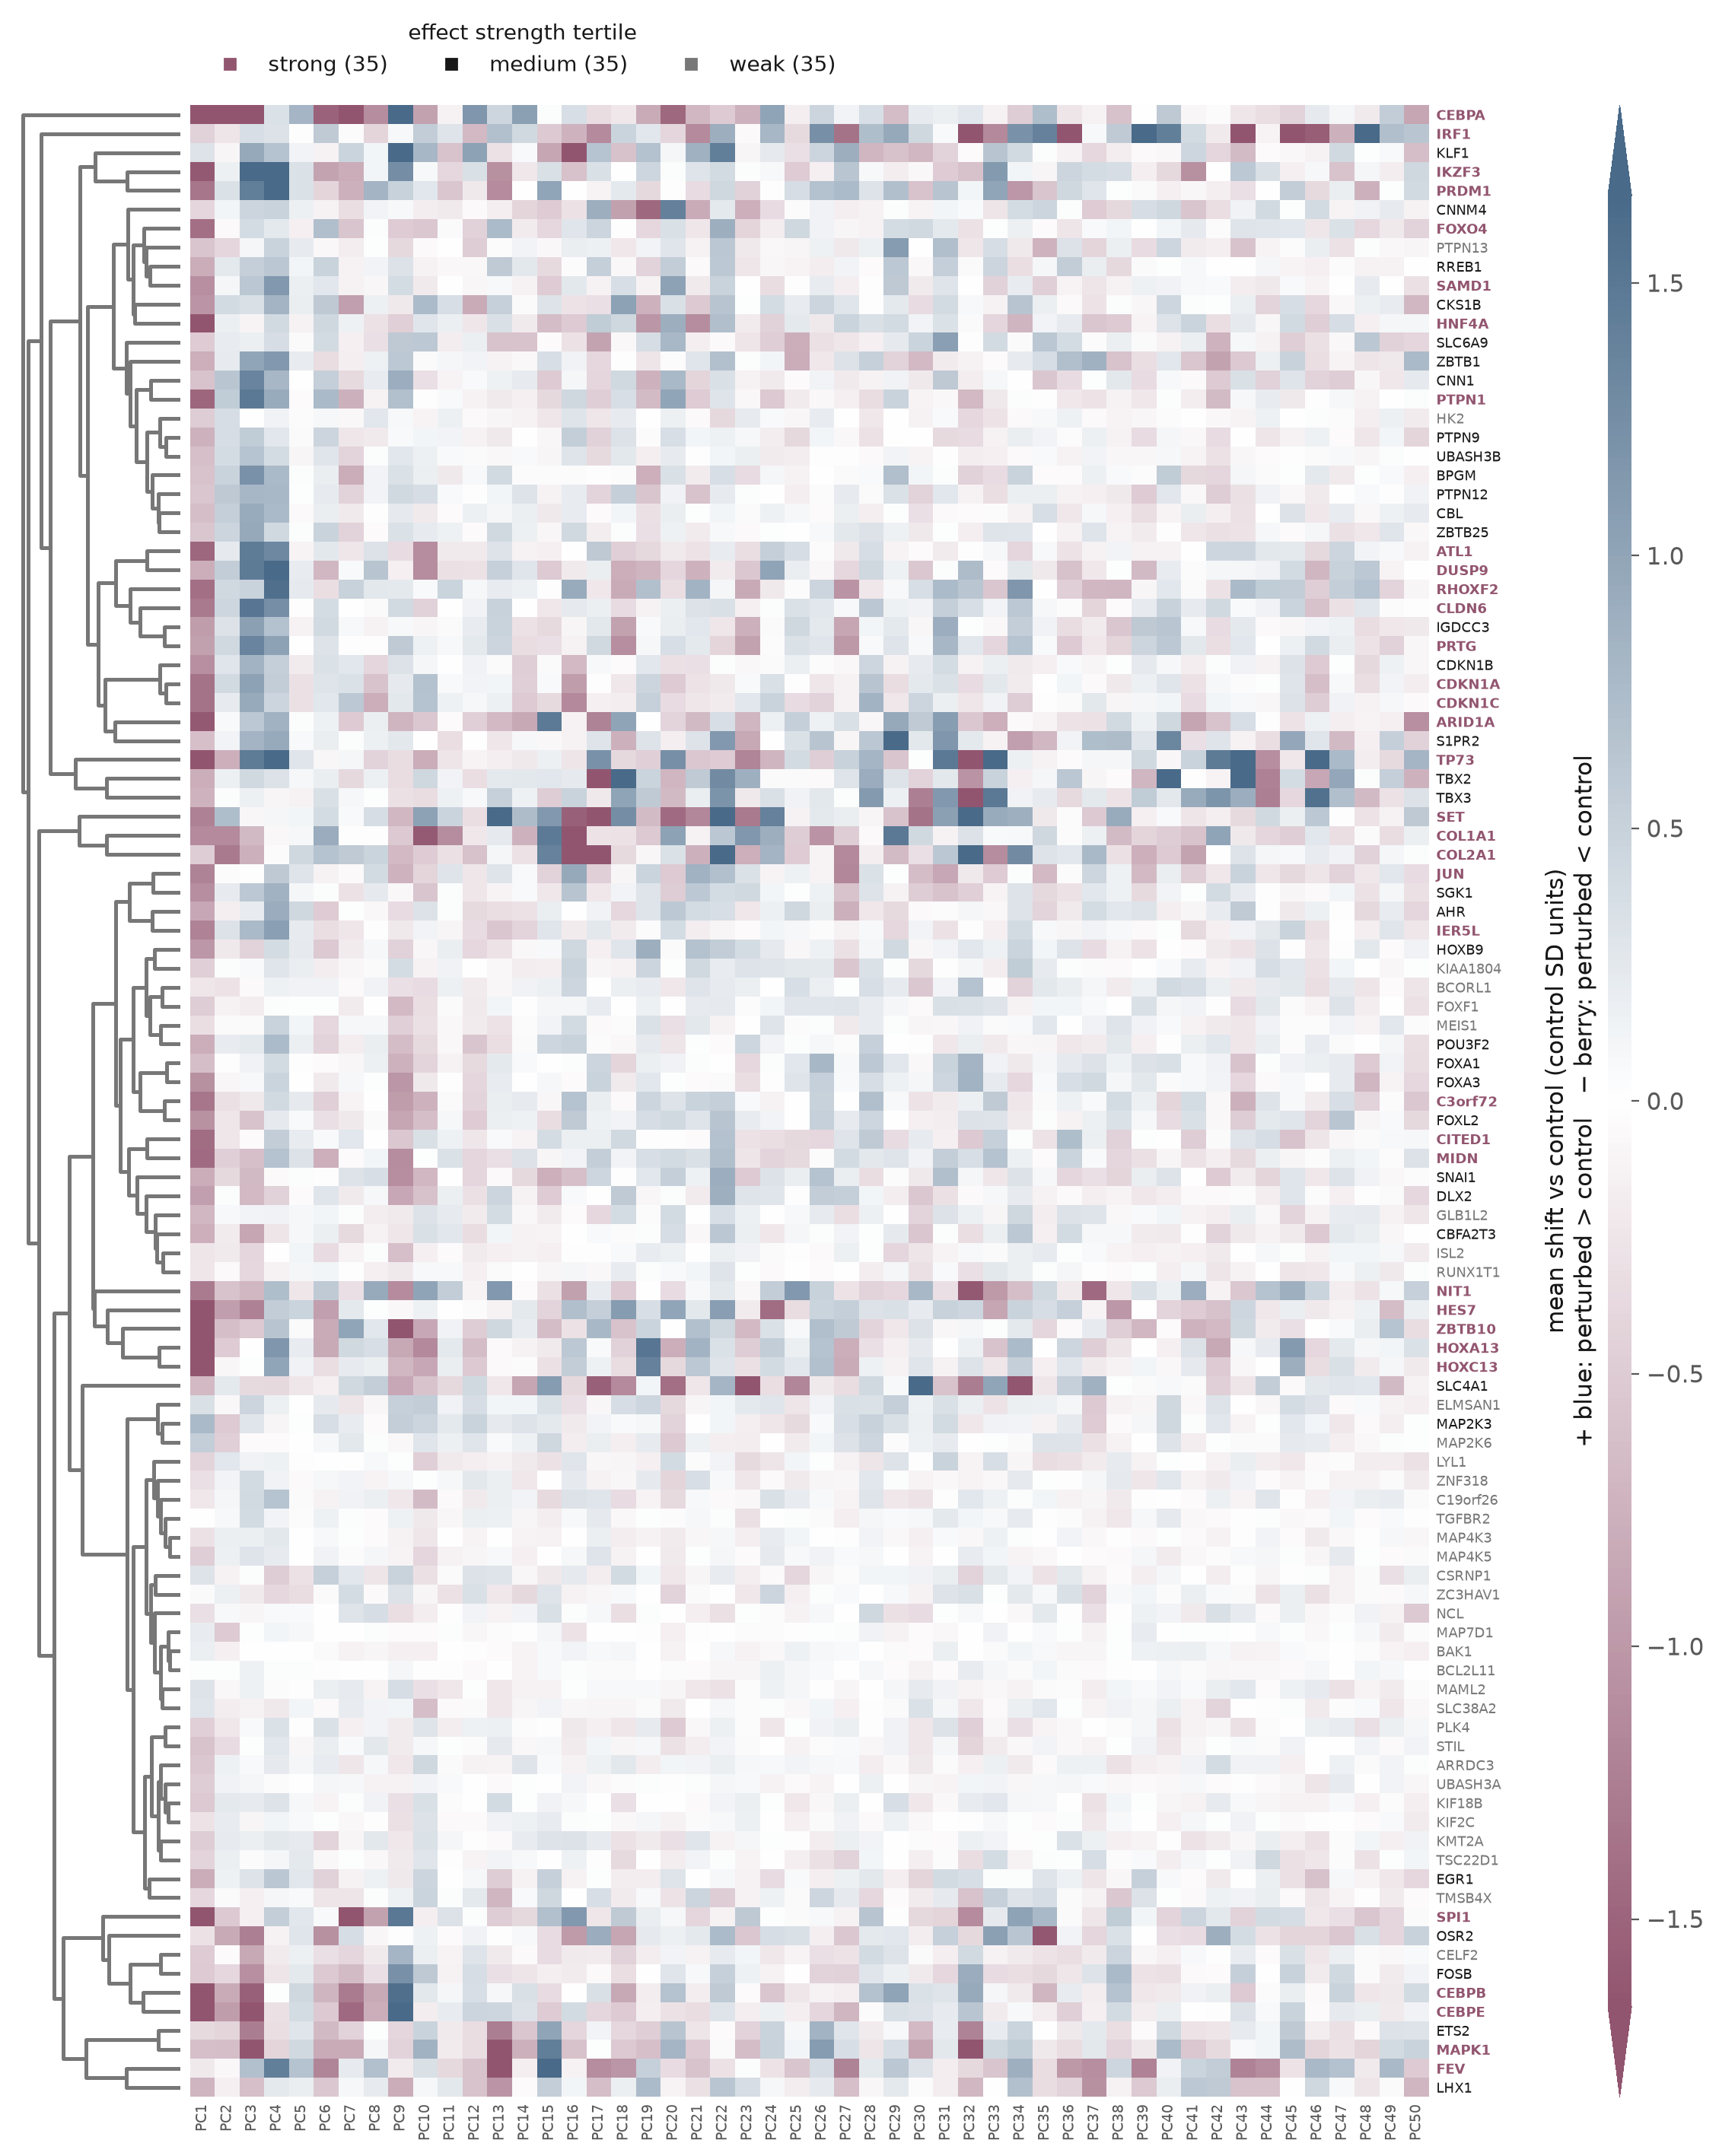 effect strength tertile
strong (35) medium (35) weak (35)
CEBPA
IRF1
KLF1
IKZF3
PRDM1
CNNM4
FOXO4
PTPN13
RREB1
SAMD1
CKS1B
HNF4A
SLC6A9
ZBTB1
CNN1
PTPN1
HK2
PTPN9
UBASH3B
BPGM
PTPN12
CBL
ZBTB25
ATL1
DUSP9
RHOXF2
CLDN6
IGDCC3
PRTG
CDKN1B
CDKN1A
CDKN1C
ARID1A
S1PR2
TP73
TBX2
TBX3
SET
COL1A1
COL2A1
JUN
SGK1
AHR
IER5L
HOXB9
KIAA1804
BCORL1
FOXF1
MEIS1
POU3F2
FOXA1
FOXA3
C3orf72
FOXL2
CITED1
MIDN
SNAI1
DLX2
GLB1L2
CBFA2T3
ISL2
RUNX1T1
NIT1
HES7
ZBTB10
HOXA13
HOXC13
SLC4A1
ELMSAN1
MAP2K3
MAP2K6
LYL1
ZNF318
C19orf26
TGFBR2
MAP4K3
MAP4K5
CSRNP1
ZC3HAV1
NCL
MAP7D1
BAK1
BCL2L11
MAML2
SLC38A2
PLK4
STIL
ARRDC3
UBASH3A
KIF18B
KIF2C
KMT2A
TSC22D1
EGR1
TMSB4X
SPI1
OSR2
CELF2
FOSB
CEBPB
CEBPE
ETS2
MAPK1
FEV
LHX1
PC1 PC2 PC3 PC4 PC5 PC6 PC7 PC8 PC9 PC10 PC11 PC12 PC13 PC14 PC15 PC16 PC17 PC18 PC19 PC20 PC21 PC22 PC23 PC24 PC25 PC26 PC27 PC28 PC29 PC30 PC31 PC32 PC33 PC34 PC35 PC36 PC37 PC38 PC39 PC40 PC41 PC42 PC43 PC44 PC45 PC46 PC47 PC48 PC49 PC50
mean shift vs control (control SD units)
+ blue: perturbed > control − berry: perturbed < control
1.5
1.0
0.5
0.0
−0.5
−1.0
−1.5